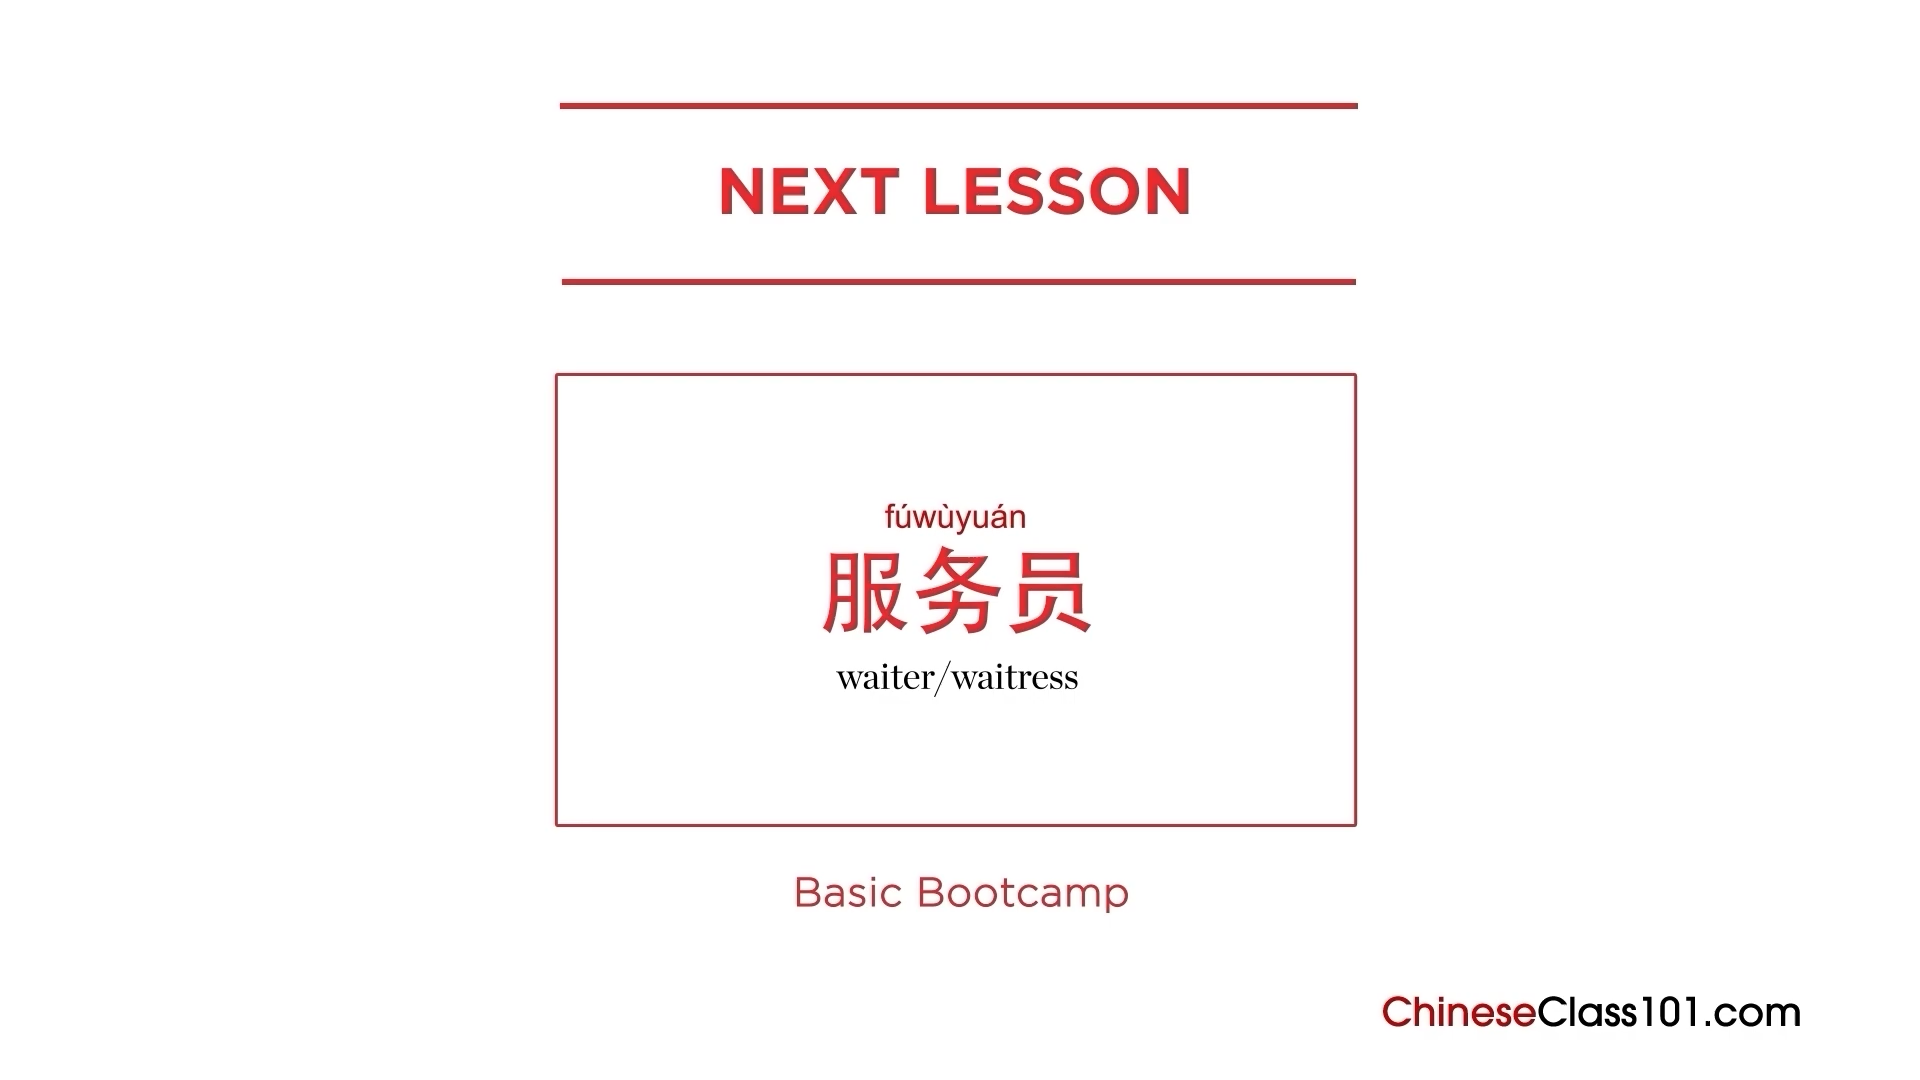 NEXT LESSON
fúwùyuán
服务员
waiter/waitress
Basic Bootcamp
ChineseClass101.com